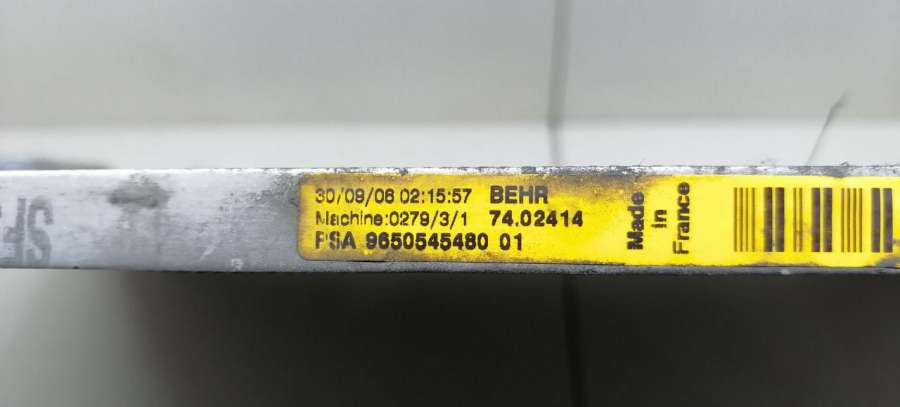 30/09/06 02:15:57 BEHR
Machine:0279/3/1 74.02414
PSA 9650545480 01
Made
in
France